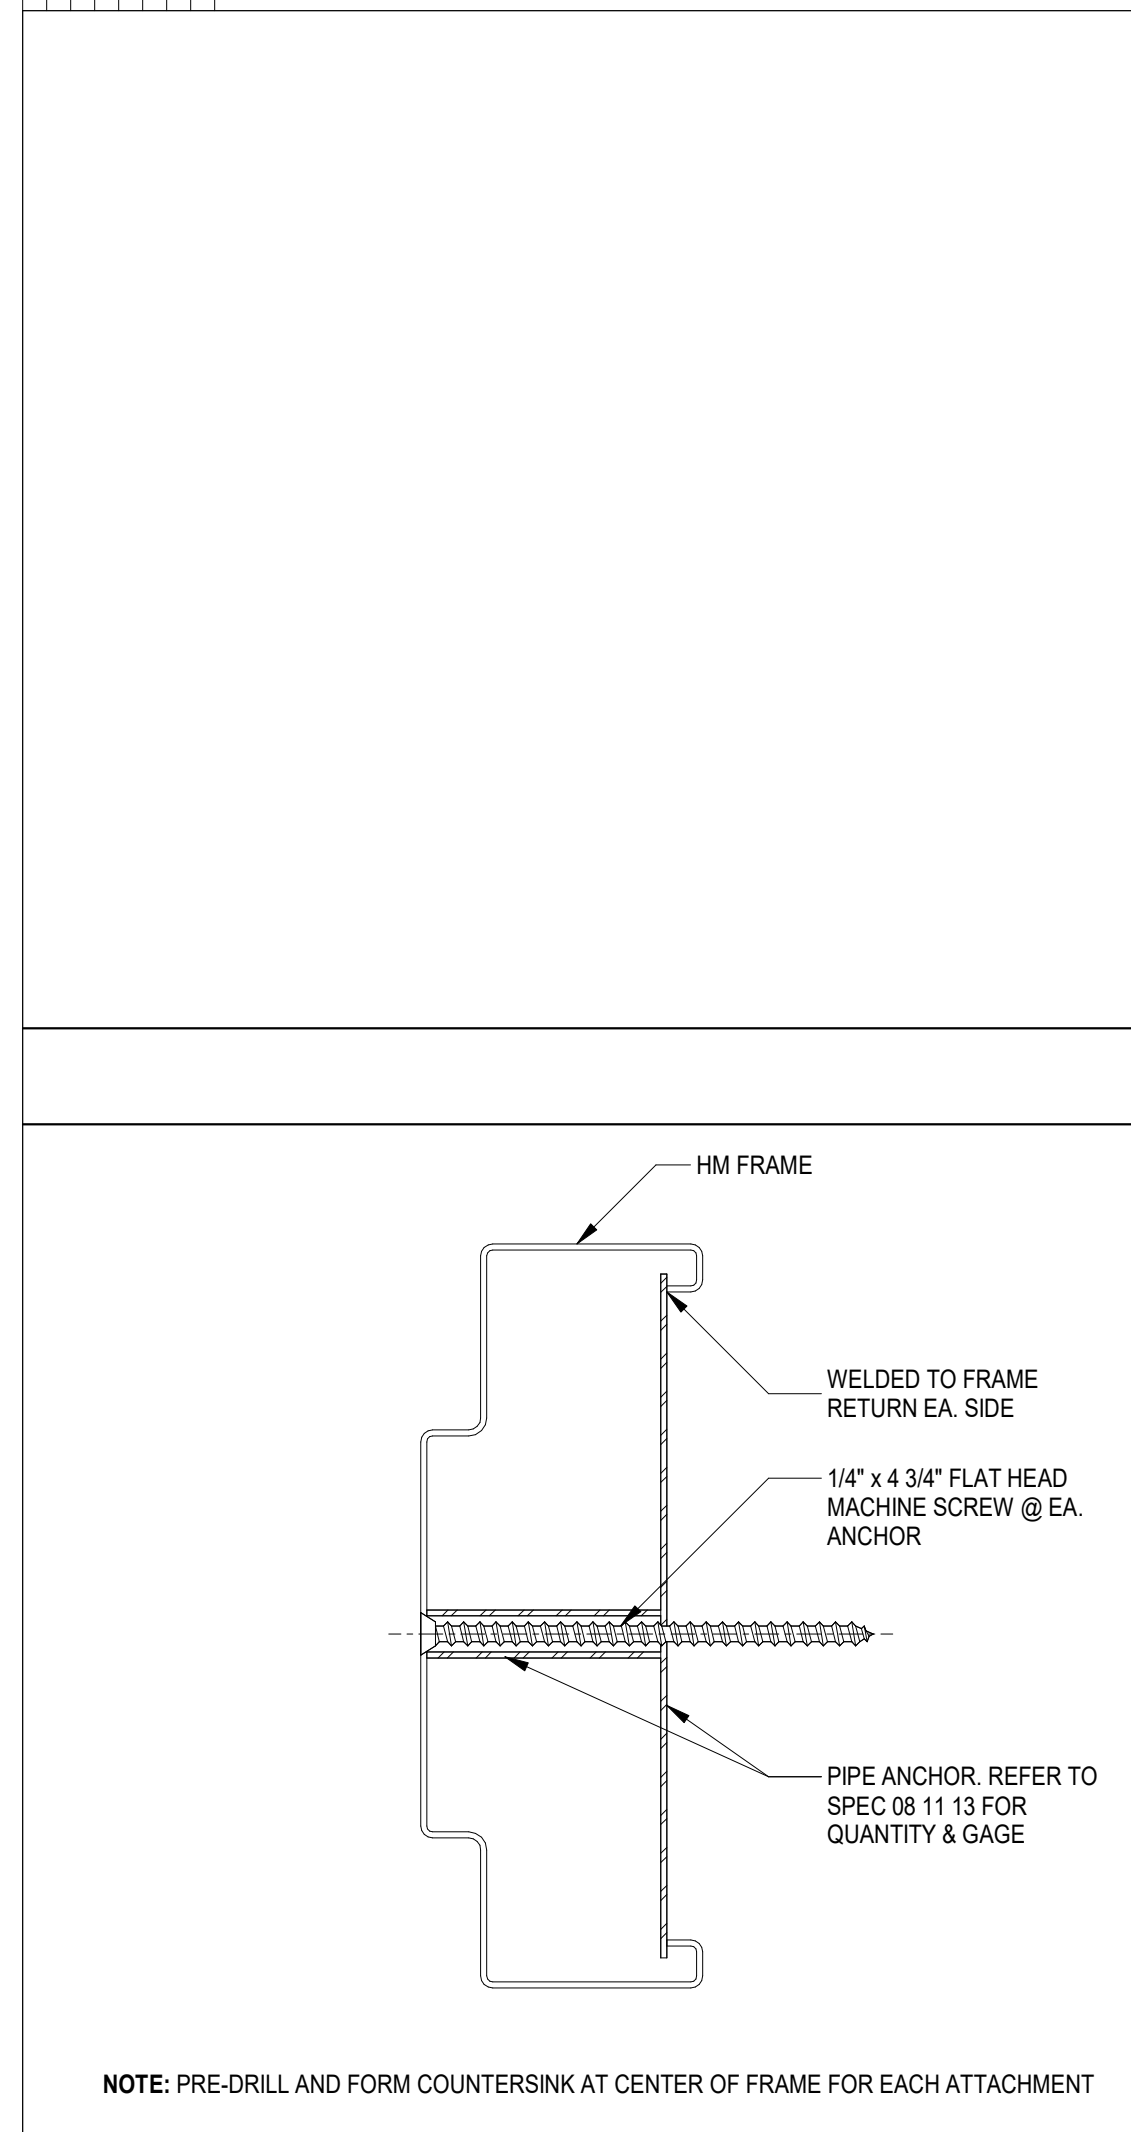 HM FRAME
WELDED TO FRAME
RETURN EA. SIDE
1/4" x 4 3/4" FLAT HEAD
MACHINE SCREW @ EA.
ANCHOR
PIPE ANCHOR. REFER TO
SPEC 08 11 13 FOR
QUANTITY & GAGE
NOTE: PRE-DRILL AND FORM COUNTERSINK AT CENTER OF FRAME FOR EACH ATTACHMENT